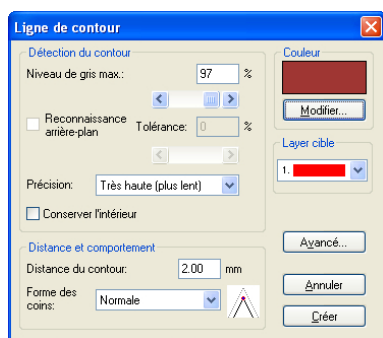 Ligne de contour
Détection du contour
Niveau de gris max.: 97 %
Reconnaissance arrière-plan
Tolérance: 0 %
Précision: Très haute (plus lent)
Conserver l'intérieur
Distance et comportement
Distance du contour: 2.00 mm
Forme des coins: Normale
Couleur
Modifier...
Layer cible
1.
Avancé...
Annuler
Créer